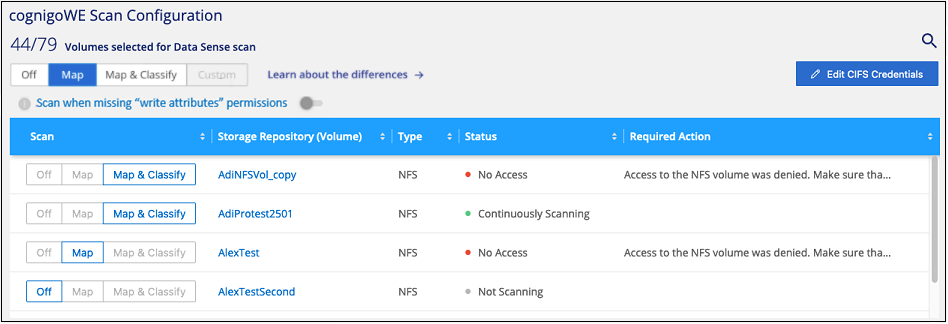 cognigoWE Scan Configuration
44/79 Volumes selected for Data Sense scan
Off Map Map & Classify Custom Learn about the differences → Edit CIFS Credentials
Scan when missing “write attributes” permissions
Scan Storage Repository (Volume) Type Status Required Action
Off Map Map & Classify AdiNFSVol_copy NFS No Access Access to the NFS volume was denied. Make sure tha...
Off Map Map & Classify AdiProtest2501 NFS Continuously Scanning
Off Map Map & Classify AlexTest NFS No Access Access to the NFS volume was denied. Make sure tha...
Off Map Map & Classify AlexTestSecond NFS Not Scanning